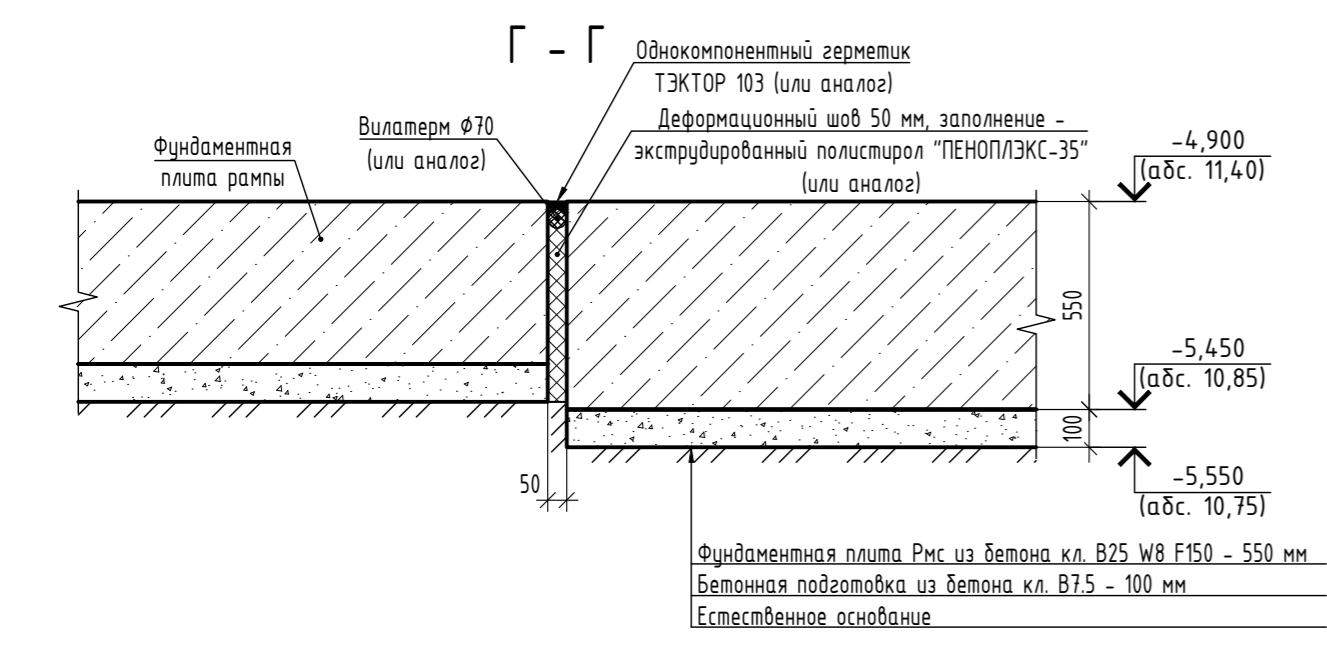 Г - Г
Однокомпонентный герметик
ТЭКТОР 103 (или аналог)
Вилатерм Ф70
(или аналог)
Деформационный шов 50 мм, заполнение -
экструдированный полистирол "ПЕНОПЛЭКС-35"
(или аналог)
Фундаментная
плита рампы
-4,900
(абс. 11,40)
550
-5,450
(абс. 10,85)
100
-5,550
(абс. 10,75)
50
Фундаментная плита Рмс из бетона кл. В25 W8 F150 - 550 мм
Бетонная подготовка из бетона кл. В7.5 - 100 мм
Естественное основание